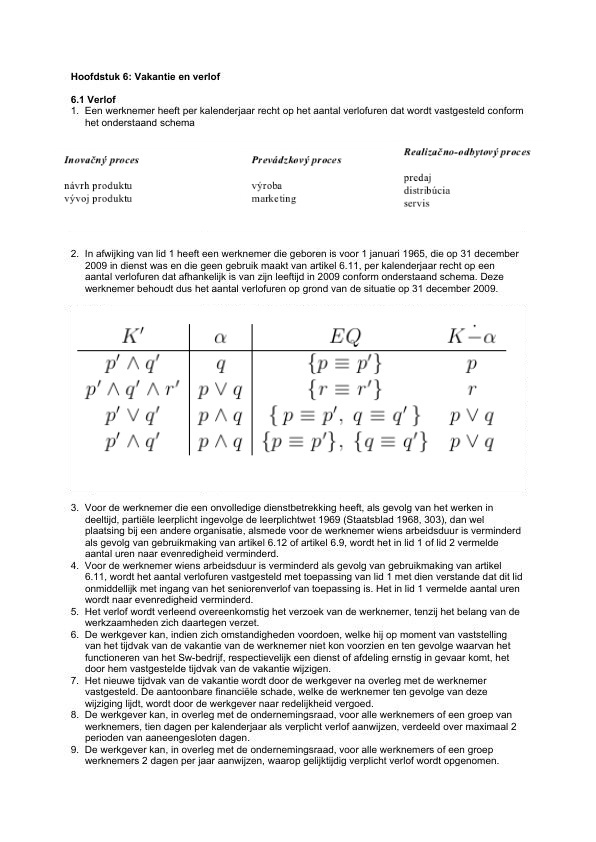 Hoofdstuk 6: Vakantie en verlof
6.1 Verlof
1. Een werknemer heeft per kalenderjaar recht op het aantal verlofuren dat wordt vastgesteld conform
het onderstaand schema
Inovačný proces Prevádzkový proces Realizačno-odbytový proces
návrh produktu výroba predaj
vývoj produktu marketing distribúcia
servis
2. In afwijking van lid 1 heeft een werknemer die geboren is voor 1 januari 1965, die op 31 december
2009 in dienst was en die geen gebruik maakt van artikel 6.11, per kalenderjaar recht op een
aantal verlofuren dat afhankelijk is van zijn leeftijd in 2009 conform onderstaand schema. Deze
werknemer behoudt dus het aantal verlofuren op grond van de situatie op 31 december 2009.
K′ α EQ K ∸ α
p′ ∧ q′ q {p ≡ p′} p
p′ ∧ q′ ∧ r′ p ∨ q {r ≡ r′} r
p′ ∨ q′ p ∧ q { p ≡ p′, q ≡ q′ } p ∨ q
p′ ∧ q′ p ∧ q {p ≡ p′}, {q ≡ q′} p ∨ q
3. Voor de werknemer die een onvolledige dienstbetrekking heeft, als gevolg van het werken in
deeltijd, partiële leerplicht ingevolge de leerplichtwet 1969 (Staatsblad 1968, 303), dan wel
plaatsing bij een andere organisatie, alsmede voor de werknemer wiens arbeidsduur is verminderd
als gevolg van gebruikmaking van artikel 6.12 of artikel 6.9, wordt het in lid 1 of lid 2 vermelde
aantal uren naar evenredigheid verminderd.
4. Voor de werknemer wiens arbeidsduur is verminderd als gevolg van gebruikmaking van artikel
6.11, wordt het aantal verlofuren vastgesteld met toepassing van lid 1 met dien verstande dat dit lid
onmiddellijk met ingang van het seniorenverlof van toepassing is. Het in lid 1 vermelde aantal uren
wordt naar evenredigheid verminderd.
5. Het verlof wordt verleend overeenkomstig het verzoek van de werknemer, tenzij het belang van de
werkzaamheden zich daartegen verzet.
6. De werkgever kan, indien zich omstandigheden voordoen, welke hij op moment van vaststelling
van het tijdvak van de vakantie van de werknemer niet kon voorzien en ten gevolge waarvan het
functioneren van het Sw-bedrijf, respectievelijk een dienst of afdeling ernstig in gevaar komt, het
door hem vastgestelde tijdvak van de vakantie wijzigen.
7. Het nieuwe tijdvak van de vakantie wordt door de werkgever na overleg met de werknemer
vastgesteld. De aantoonbare financiële schade, welke de werknemer ten gevolge van deze
wijziging lijdt, wordt door de werkgever naar redelijkheid vergoed.
8. De werkgever kan, in overleg met de ondernemingsraad, voor alle werknemers of een groep van
werknemers, tien dagen per kalenderjaar als verplicht verlof aanwijzen, verdeeld over maximaal 2
perioden van aaneengesloten dagen.
9. De werkgever kan, in overleg met de ondernemingsraad, voor alle werknemers of een groep
werknemers 2 dagen per jaar aanwijzen, waarop gelijktijdig verplicht verlof wordt opgenomen.